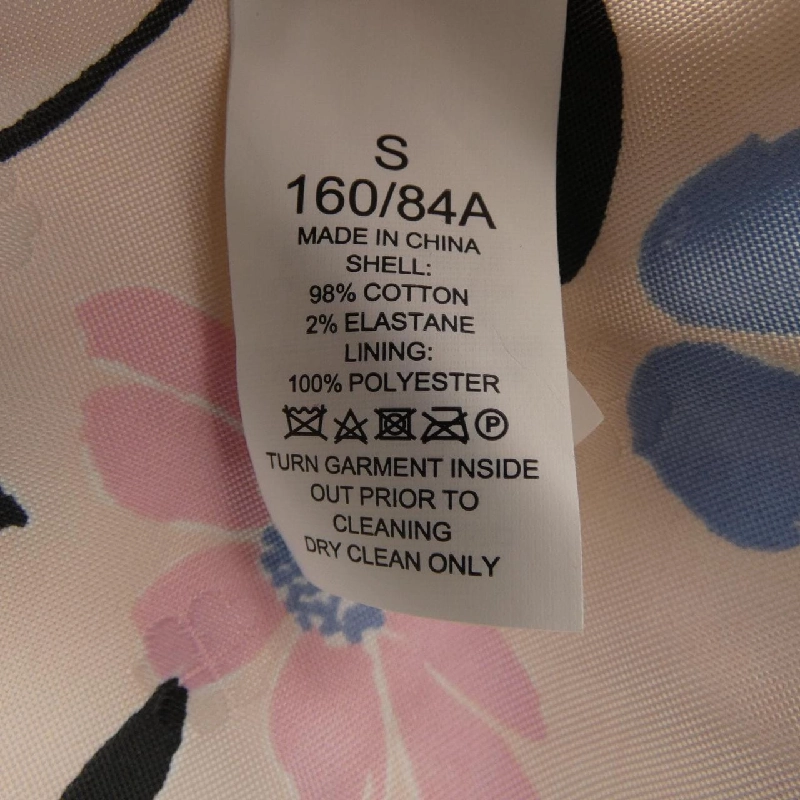 S
160/84A
MADE IN CHINA
SHELL:
98% COTTON
2% ELASTANE
LINING:
100% POLYESTER
P
TURN GARMENT INSIDE
OUT PRIOR TO
CLEANING
DRY CLEAN ONLY